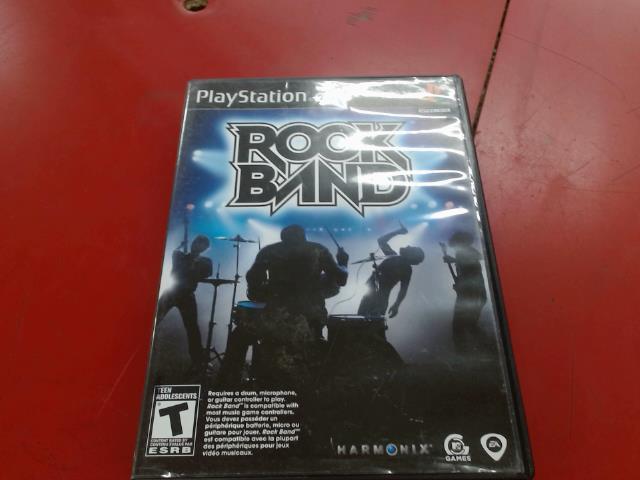 PlayStation
ROCK
BAND
TEEN
ADOLESCENTS
T
CONTENT RATED BY
ESRB
Requires a drum, microphone,
or guitar controller to play.
Rock Band™ is compatible with
most music game controllers.
Vous devez posséder un
périphérique batterie, micro ou
guitare pour jouer. Rock Band™
est compatible avec la plupart
des périphériques pour jeux
vidéo musicaux.
HARMONIX
GAMES
EA